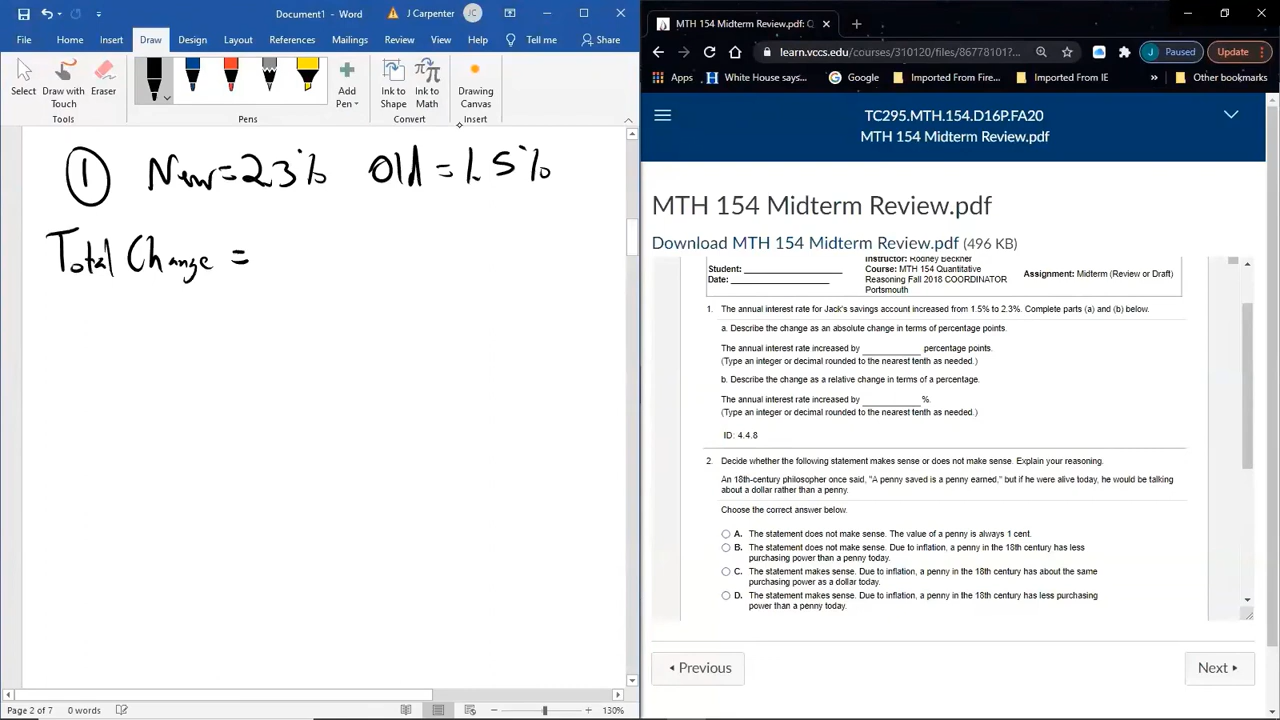 Document1 - Word
J Carpenter
JC
File
Home
Insert
Draw
Design
Layout
References
Mailings
Review
View
Help
Tell me
Share
Select
Draw with Touch
Eraser
Add Pen
Ink to Shape
Ink to Math
Drawing Canvas
Tools
Pens
Convert
Insert
1 New = 2.3% Old = 1.5%
Total Change =
Page 2 of 7
0 words
130%
MTH 154 Midterm Review.pdf: Q
learn.vccs.edu/courses/310120/files/86778101?...
J Paused
Update
Apps
White House says...
Google
Imported From Fire...
Imported From IE
»
Other bookmarks
TC295.MTH.154.D16P.FA20
MTH 154 Midterm Review.pdf
MTH 154 Midterm Review.pdf
Download MTH 154 Midterm Review.pdf (496 KB)
Student: ____________
Date: ____________
Instructor: Rodney Beckner
Course: MTH 154 Quantitative
Reasoning Fall 2018 COORDINATOR
Portsmouth
Assignment: Midterm (Review or Draft)
1. The annual interest rate for Jack's savings account increased from 1.5% to 2.3%. Complete parts (a) and (b) below.
a. Describe the change as an absolute change in terms of percentage points.
The annual interest rate increased by __________ percentage points.
(Type an integer or decimal rounded to the nearest tenth as needed.)
b. Describe the change as a relative change in terms of a percentage.
The annual interest rate increased by __________ %.
(Type an integer or decimal rounded to the nearest tenth as needed.)
ID: 4.4.8
2. Decide whether the following statement makes sense or does not make sense. Explain your reasoning.
An 18th-century philosopher once said, "A penny saved is a penny earned," but if he were alive today, he would be talking
about a dollar rather than a penny.
Choose the correct answer below.
A. The statement does not make sense. The value of a penny is always 1 cent.
B. The statement does not make sense. Due to inflation, a penny in the 18th century has less
purchasing power than a penny today.
C. The statement makes sense. Due to inflation, a penny in the 18th century has about the same
purchasing power as a dollar today.
D. The statement makes sense. Due to inflation, a penny in the 18th century has less purchasing
power than a penny today.
Previous
Next